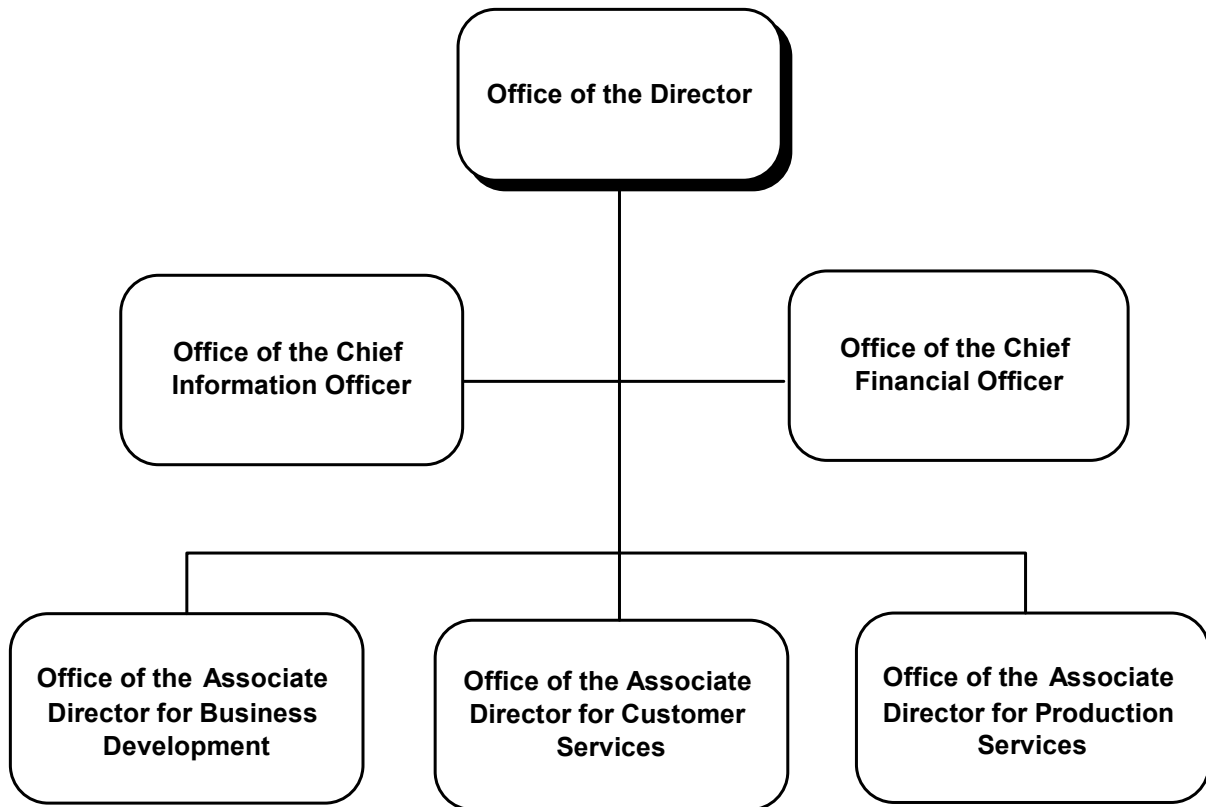 Office of the Director
Office of the Chief
Information Officer
Office of the Chief
Financial Officer
Office of the Associate
Director for Business
Development
Office of the Associate
Director for Customer
Services
Office of the Associate
Director for Production
Services